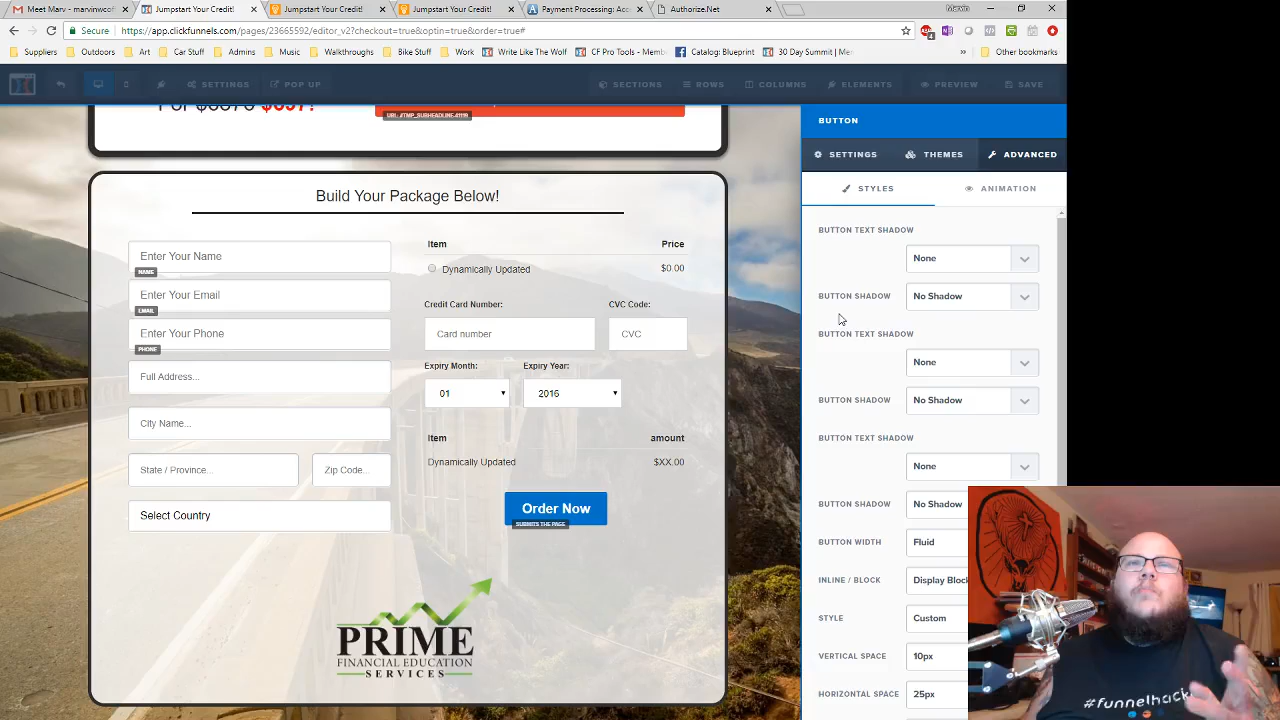 Meet Marv - marvinwolf
Jumpstart Your Credit!
Jumpstart Your Credit!
Jumpstart Your Credit!
Payment Processing: Acc
Authorize.Net
Marvin
https://app.clickfunnels.com/pages/23665592/editor_v2?checkout=true&optin=true&order=true#
Suppliers
Outdoors
Art
Cars
Admins
Music
Walkthroughs
Bike Stuff
Work
Write Like The Wolf
CF Pro Tools - Memb
Catalog Blueprint
30 Day Summit | Me
Other bookmarks
SETTINGS
POP UP
SECTIONS
ROWS
COLUMNS
ELEMENTS
PREVIEW
SAVE
URL: #TMP_SUBHEADLINE-41118
BUTTON
SETTINGS
THEMES
ADVANCED
STYLES
ANIMATION
Build Your Package Below!
Enter Your Name
NAME
Enter Your Email
EMAIL
Enter Your Phone
PHONE
Full Address...
City Name...
State / Province...
Zip Code...
Select Country
Item
Price
Dynamically Updated
$0.00
Credit Card Number:
CVC Code:
Card number
CVC
Expiry Month:
Expiry Year:
01
2016
Item
amount
Dynamically Updated
$XX.00
Order Now
SUBMITS THE PAGE
PRIME
FINANCIAL EDUCATION
SERVICES
BUTTON TEXT SHADOW
None
BUTTON SHADOW
No Shadow
BUTTON TEXT SHADOW
None
BUTTON SHADOW
No Shadow
BUTTON TEXT SHADOW
None
BUTTON SHADOW
No Shadow
BUTTON WIDTH
Fluid
INLINE / BLOCK
Display Block
STYLE
Custom
VERTICAL SPACE
10px
HORIZONTAL SPACE
25px
#funnelhack